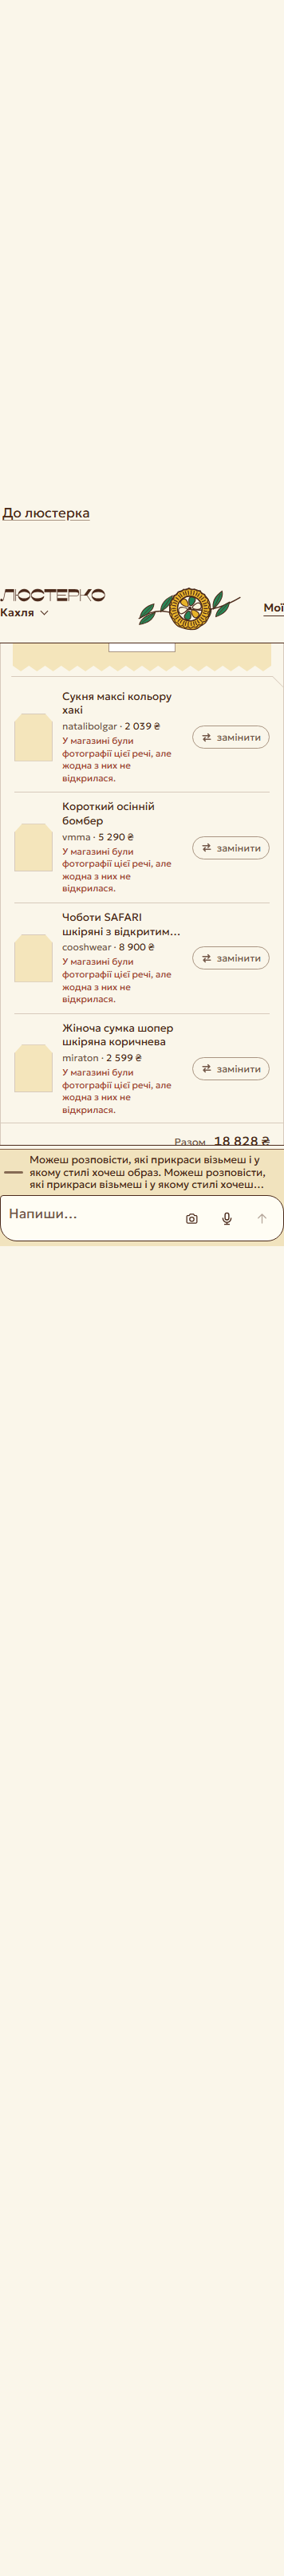 До люстерка
ЛЮСТЕРКО
Кахля
Мої
Сукня максі кольору
хакі
natalibolgar · 2 039 ₴
У магазині були
фотографії цієї речі, але
жодна з них не
відкрилася.
замінити
Короткий осінній
бомбер
vmma · 5 290 ₴
У магазині були
фотографії цієї речі, але
жодна з них не
відкрилася.
замінити
Чоботи SAFARI
шкіряні з відкритим…
cooshwear · 8 900 ₴
У магазині були
фотографії цієї речі, але
жодна з них не
відкрилася.
замінити
Жіноча сумка шопер
шкіряна коричнева
miraton · 2 599 ₴
У магазині були
фотографії цієї речі, але
жодна з них не
відкрилася.
замінити
Разом 18 828 ₴
Можеш розповісти, які прикраси візьмеш і у
якому стилі хочеш образ. Можеш розповісти,
які прикраси візьмеш і у якому стилі хочеш…
Напиши…